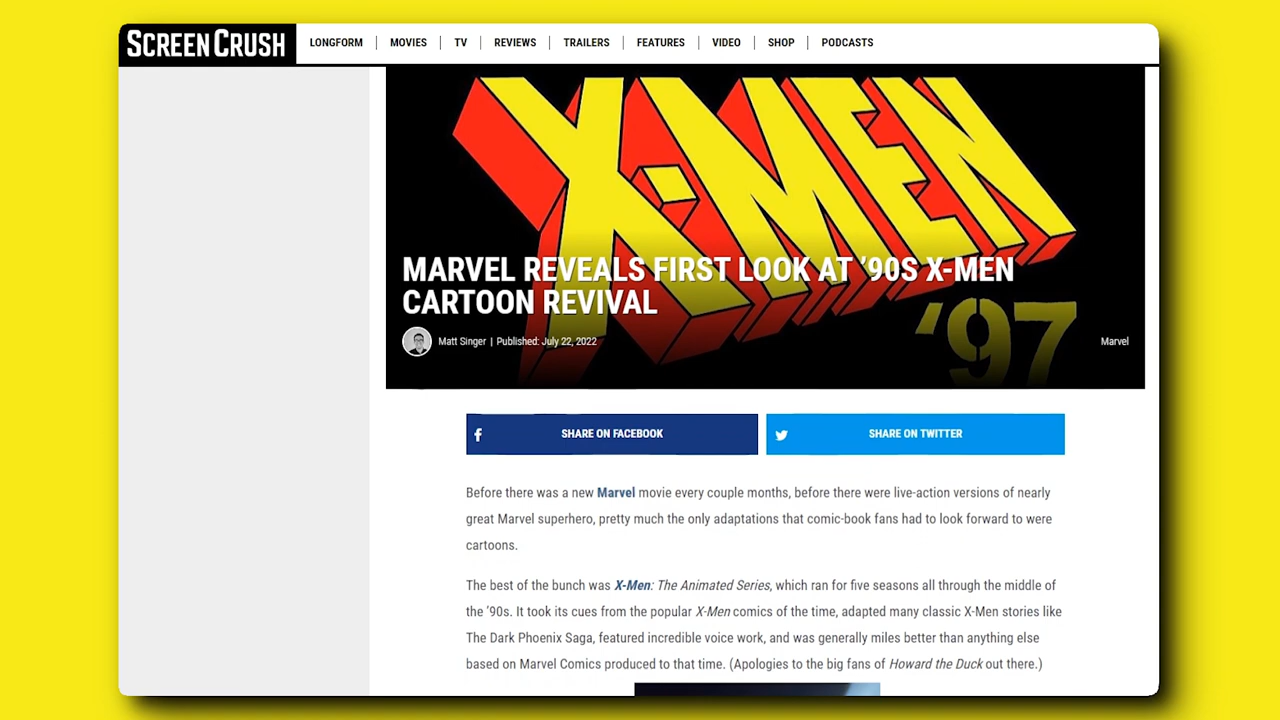 SCREENCRUSH
LONGFORM | MOVIES | TV | REVIEWS | TRAILERS | FEATURES | VIDEO | SHOP | PODCASTS
X-MEN
'97
MARVEL REVEALS FIRST LOOK AT ’90S X-MEN
CARTOON REVIVAL
Matt Singer | Published: July 22, 2022
Marvel
SHARE ON FACEBOOK
SHARE ON TWITTER
Before there was a new Marvel movie every couple months, before there were live-action versions of nearly
great Marvel superhero, pretty much the only adaptations that comic-book fans had to look forward to were
cartoons.
The best of the bunch was X-Men: The Animated Series, which ran for five seasons all through the middle of
the ’90s. It took its cues from the popular X-Men comics of the time, adapted many classic X-Men stories like
The Dark Phoenix Saga, featured incredible voice work, and was generally miles better than anything else
based on Marvel Comics produced to that time. (Apologies to the big fans of Howard the Duck out there.)